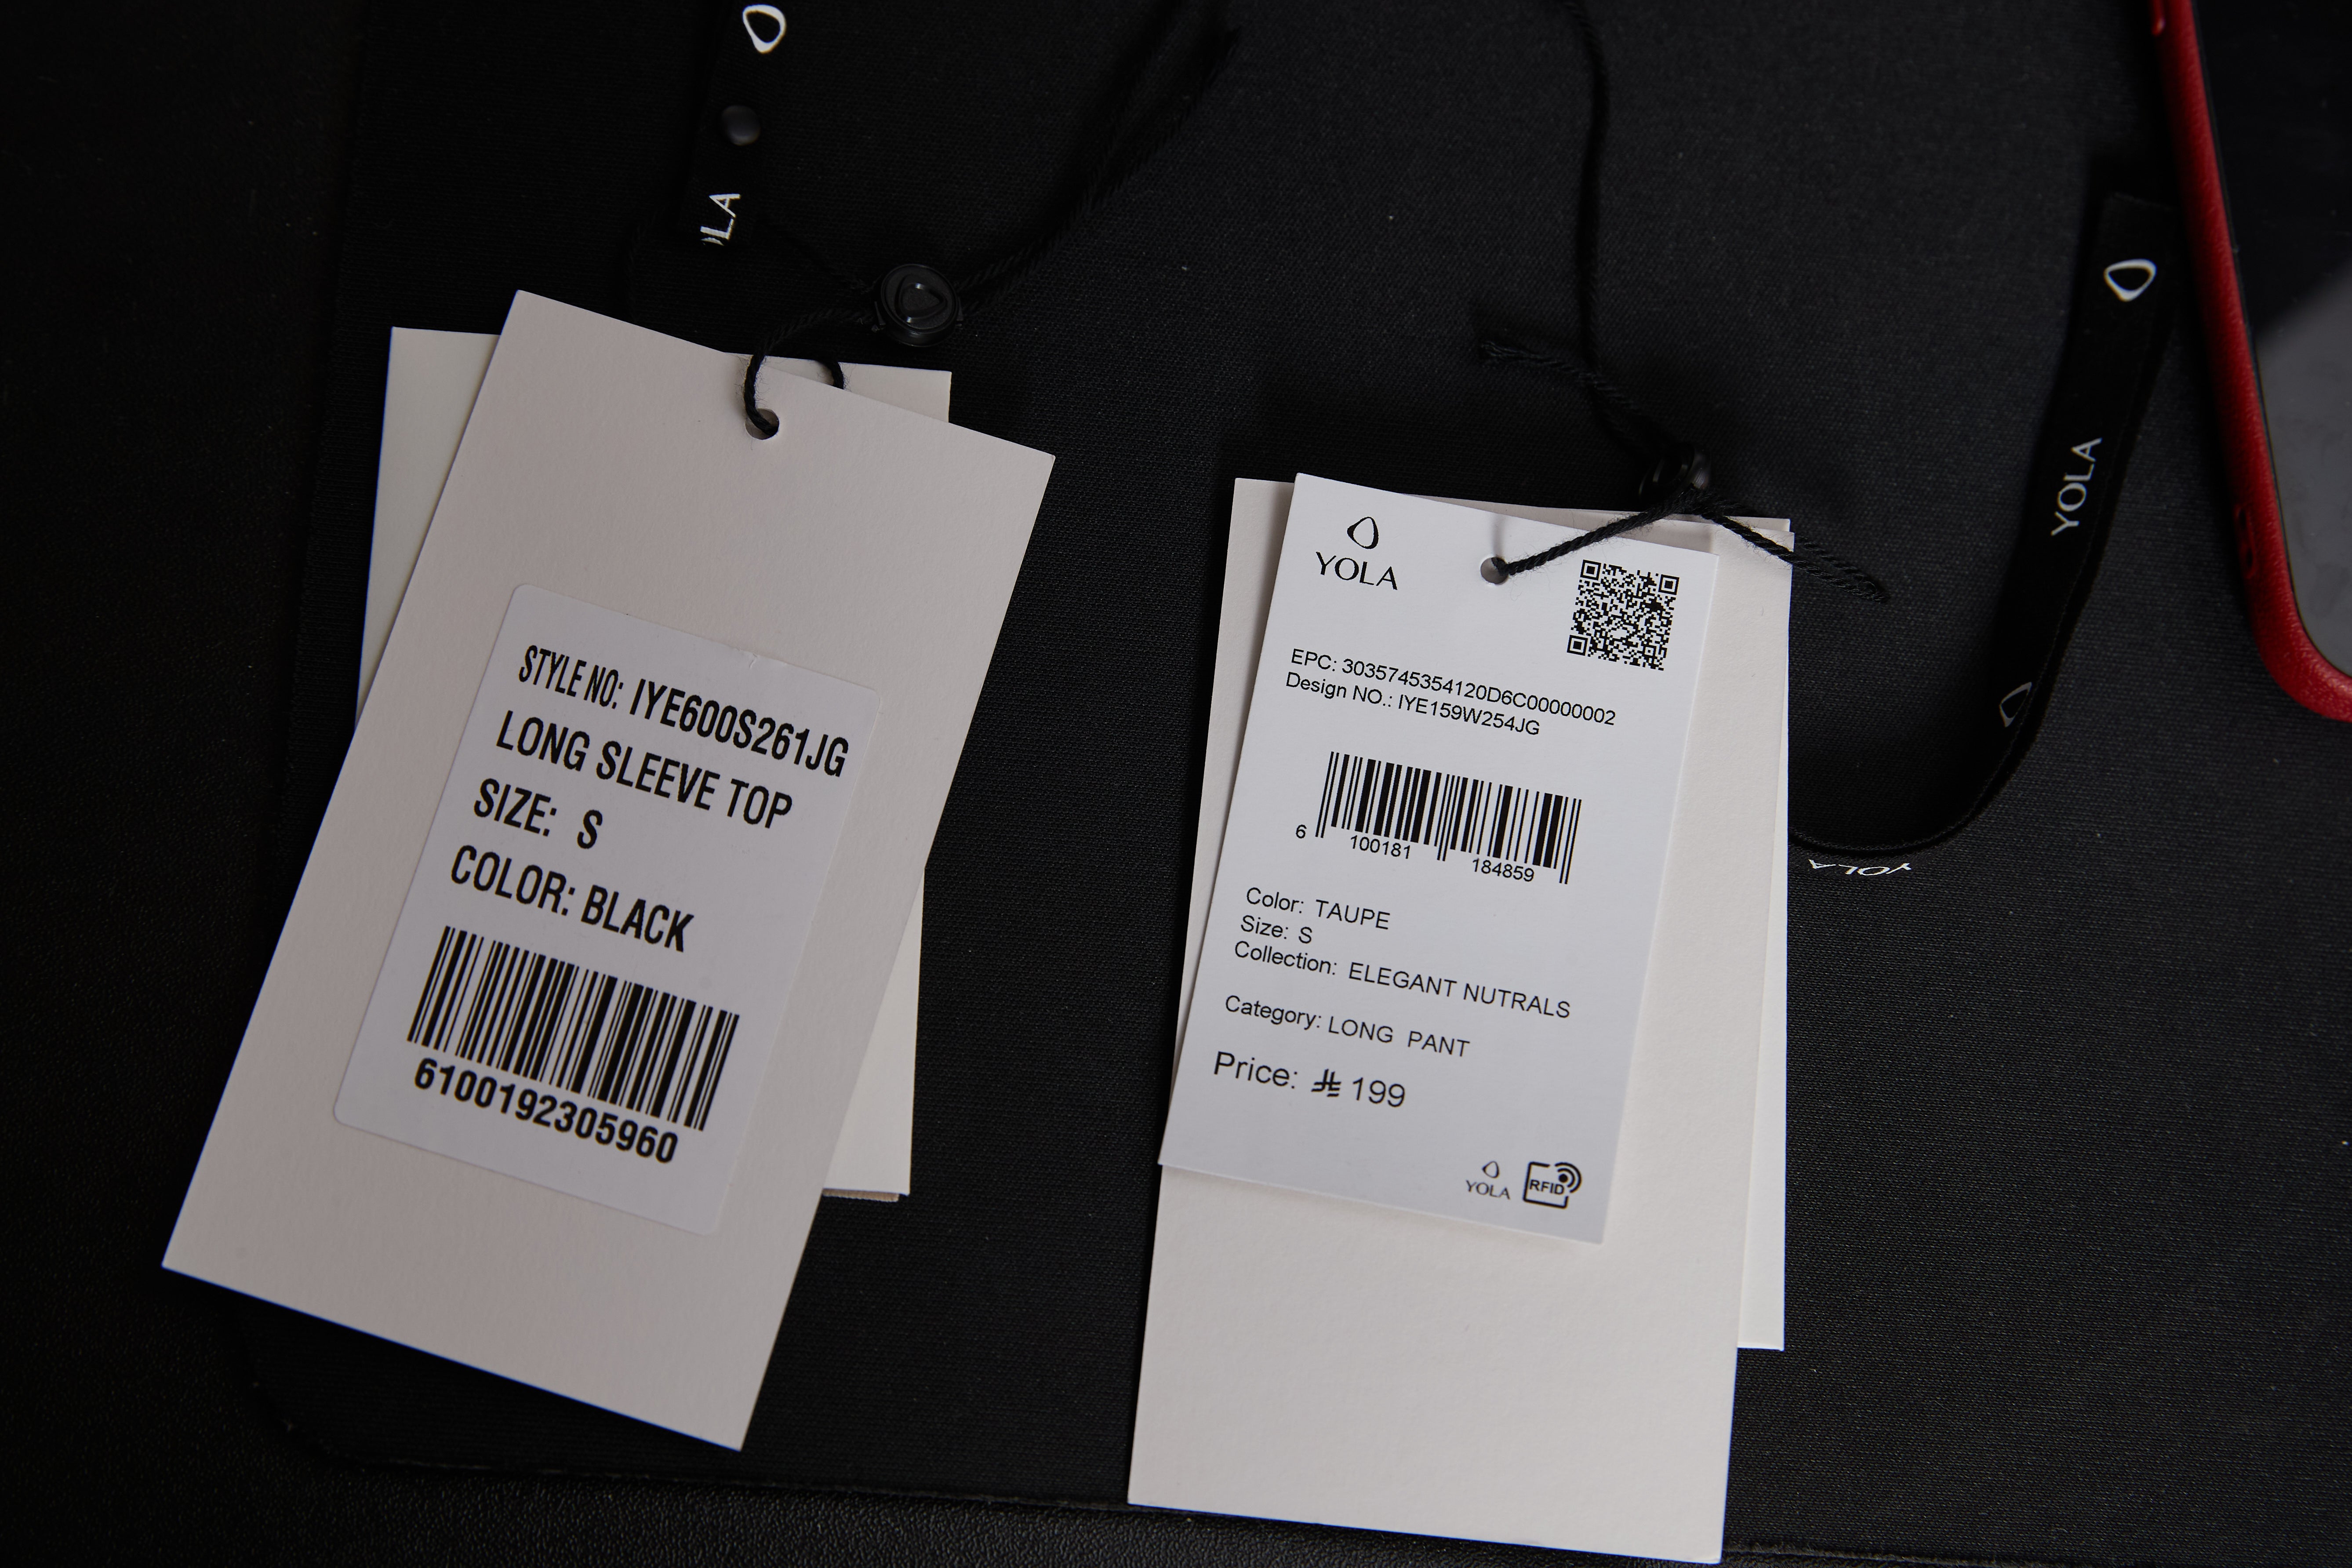 YOLA
STYLE NO: IYE600S261JG
LONG SLEEVE TOP
SIZE: S
COLOR: BLACK
6100192305960
YOLA
EPC: 3035745354120D6C00000002
Design NO.: IYE159W254JG
6 100181 184859
Color: TAUPE
Size: S
Collection: ELEGANT NUTRALS
Category: LONG PANT
Price: ⃁ 199
YOLA
RFID
YOLA